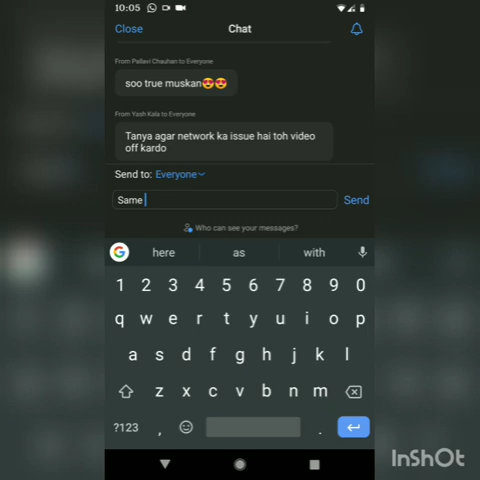 10:05
Close Chat
From Pallavi Chauhan to Everyone
soo true muskan😍😍
From Yash Kala to Everyone
Tanya agar network ka issue hai toh video
off kardo
Send to: Everyone
Same Send
Who can see your messages?
G here as with
1 2 3 4 5 6 7 8 9 0
q w e r t y u i o p
a s d f g h j k l
z x c v b n m
?123 , .
InShOt